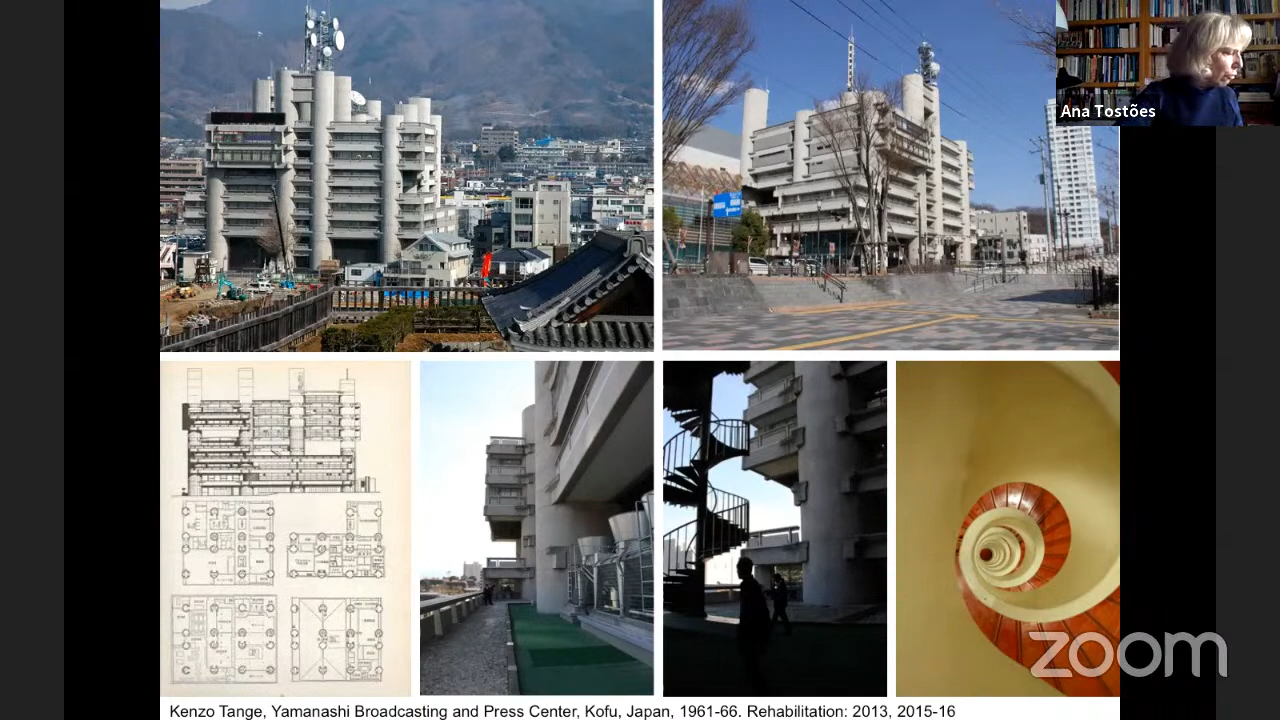 Ana Tostões
zoom
Kenzo Tange, Yamanashi Broadcasting and Press Center, Kofu, Japan, 1961-66. Rehabilitation: 2013, 2015-16